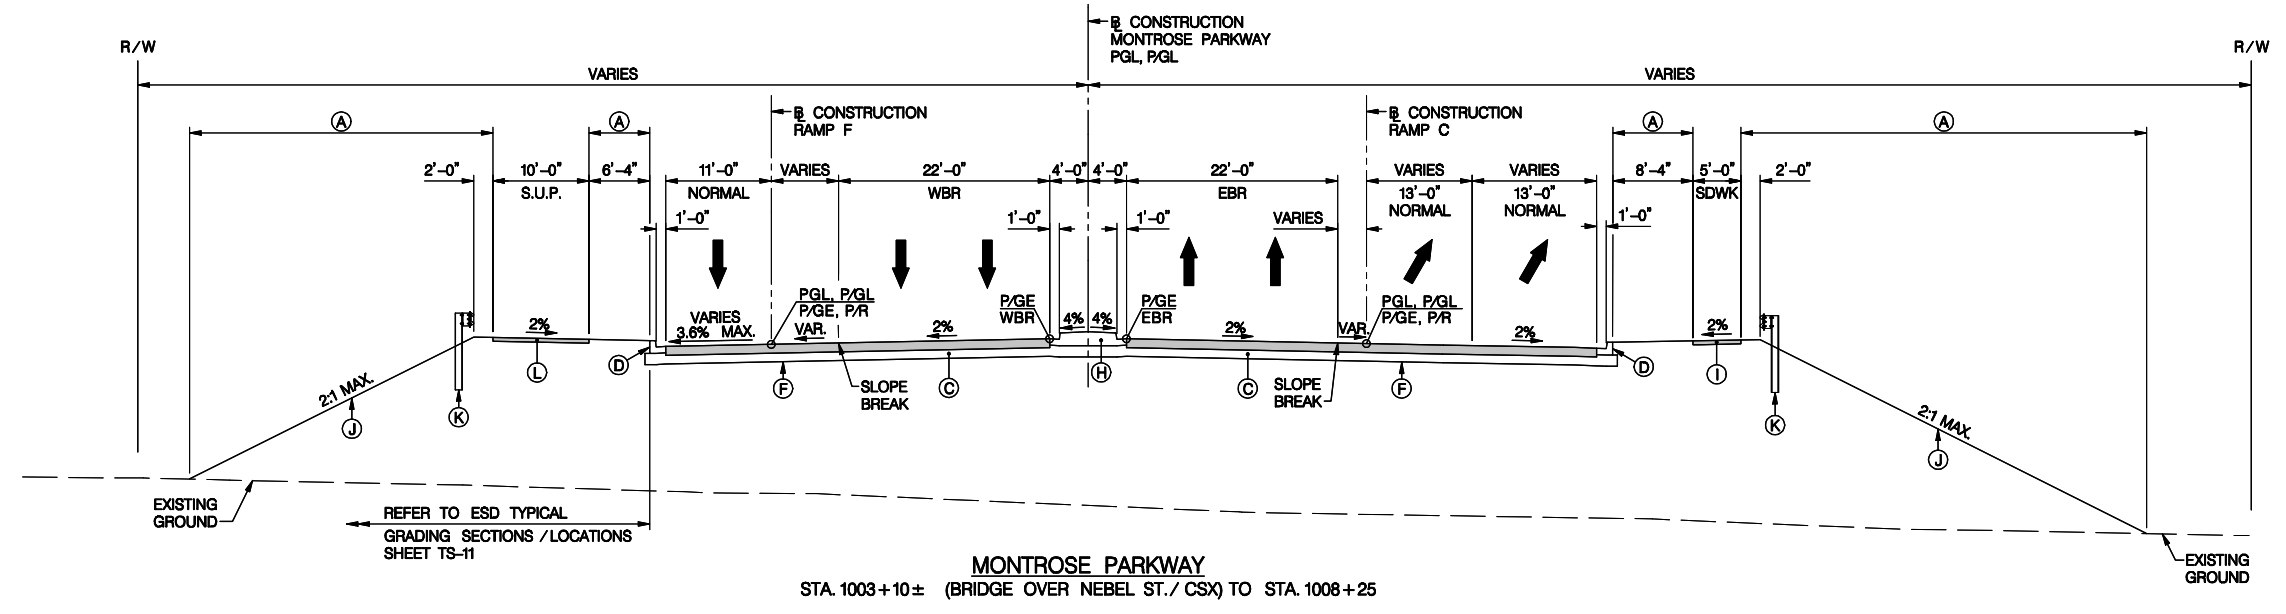 ℄ CONSTRUCTION
MONTROSE PARKWAY
PGL, P/GL
R/W
R/W
VARIES
VARIES
℄ CONSTRUCTION
RAMP F
℄ CONSTRUCTION
RAMP C
A
A
A
A
2'-0"
10'-0"
6'-4"
11'-0"
VARIES
22'-0"
4'-0"
4'-0"
22'-0"
VARIES
VARIES
8'-4"
5'-0"
2'-0"
S.U.P.
NORMAL
WBR
EBR
13'-0"
NORMAL
13'-0"
NORMAL
SDWK
1'-0"
1'-0"
1'-0"
VARIES
1'-0"
PGL, P/GL
P/GE, P/R
P/GE
WBR
P/GE
EBR
PGL, P/GL
P/GE, P/R
2%
VARIES
3.6% MAX.
VAR.
2%
4%
4%
2%
VAR.
2%
2%
L
D
F
SLOPE
BREAK
C
H
C
SLOPE
BREAK
F
D
I
2:1 MAX.
J
K
K
2:1 MAX.
J
EXISTING
GROUND
REFER TO ESD TYPICAL
GRADING SECTIONS / LOCATIONS
SHEET TS-11
EXISTING
GROUND
MONTROSE PARKWAY
STA. 1003+10± (BRIDGE OVER NEBEL ST./ CSX) TO STA. 1008+25